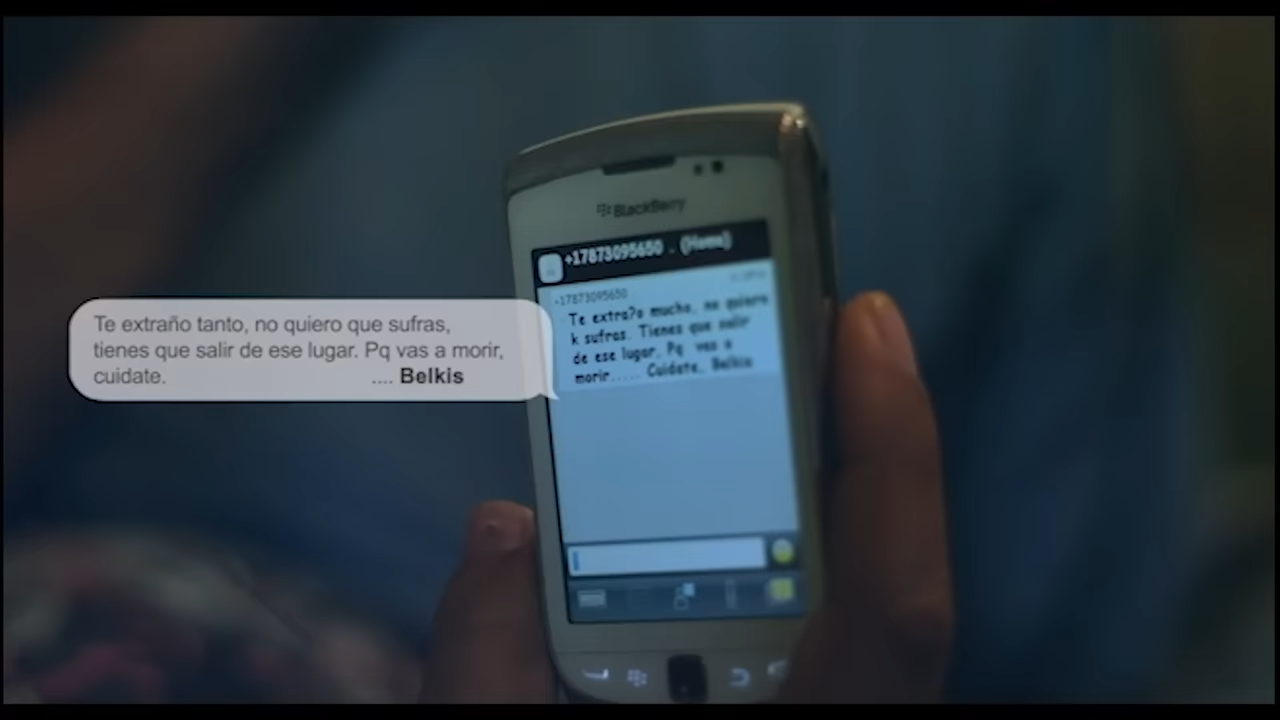 BlackBerry
+17873095650 . (Home)
+17873095650
Te extra?o mucho, no quiero
k sufras. Tienes que salir
de ese lugar. Pq vas a
morir..... Cuidate, Belkis
Te extraño tanto, no quiero que sufras,
tienes que salir de ese lugar. Pq vas a morir,
cuidate. .... Belkis